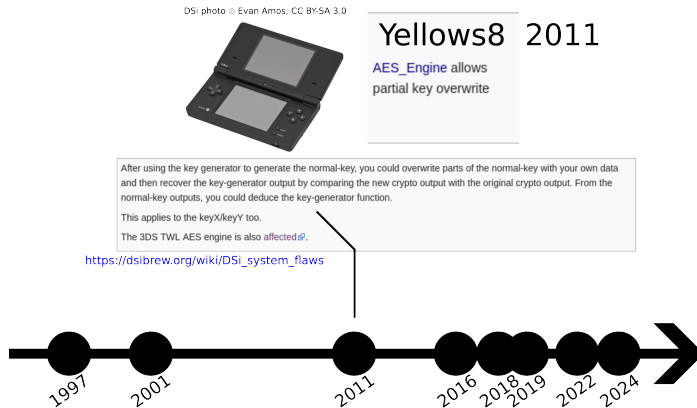 DSi photo © Evan Amos, CC BY-SA 3.0
Yellows8 2011
AES_Engine allows
partial key overwrite
After using the key generator to generate the normal-key, you could overwrite parts of the normal-key with your own data
and then recover the key-generator output by comparing the new crypto output with the original crypto output. From the
normal-key outputs, you could deduce the key-generator function.
This applies to the keyX/keyY too.
The 3DS TWL AES engine is also affected.
https://dsibrew.org/wiki/DSi_system_flaws
1997
2001
2011
2016
2018
2019
2022
2024